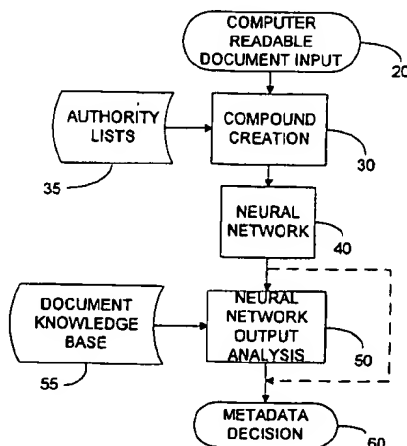 COMPUTER
READABLE
DOCUMENT INPUT
20
AUTHORITY
LISTS
35
COMPOUND
CREATION
30
NEURAL
NETWORK
40
DOCUMENT
KNOWLEDGE
BASE
55
NEURAL
NETWORK
OUTPUT
ANALYSIS
50
METADATA
DECISION
60